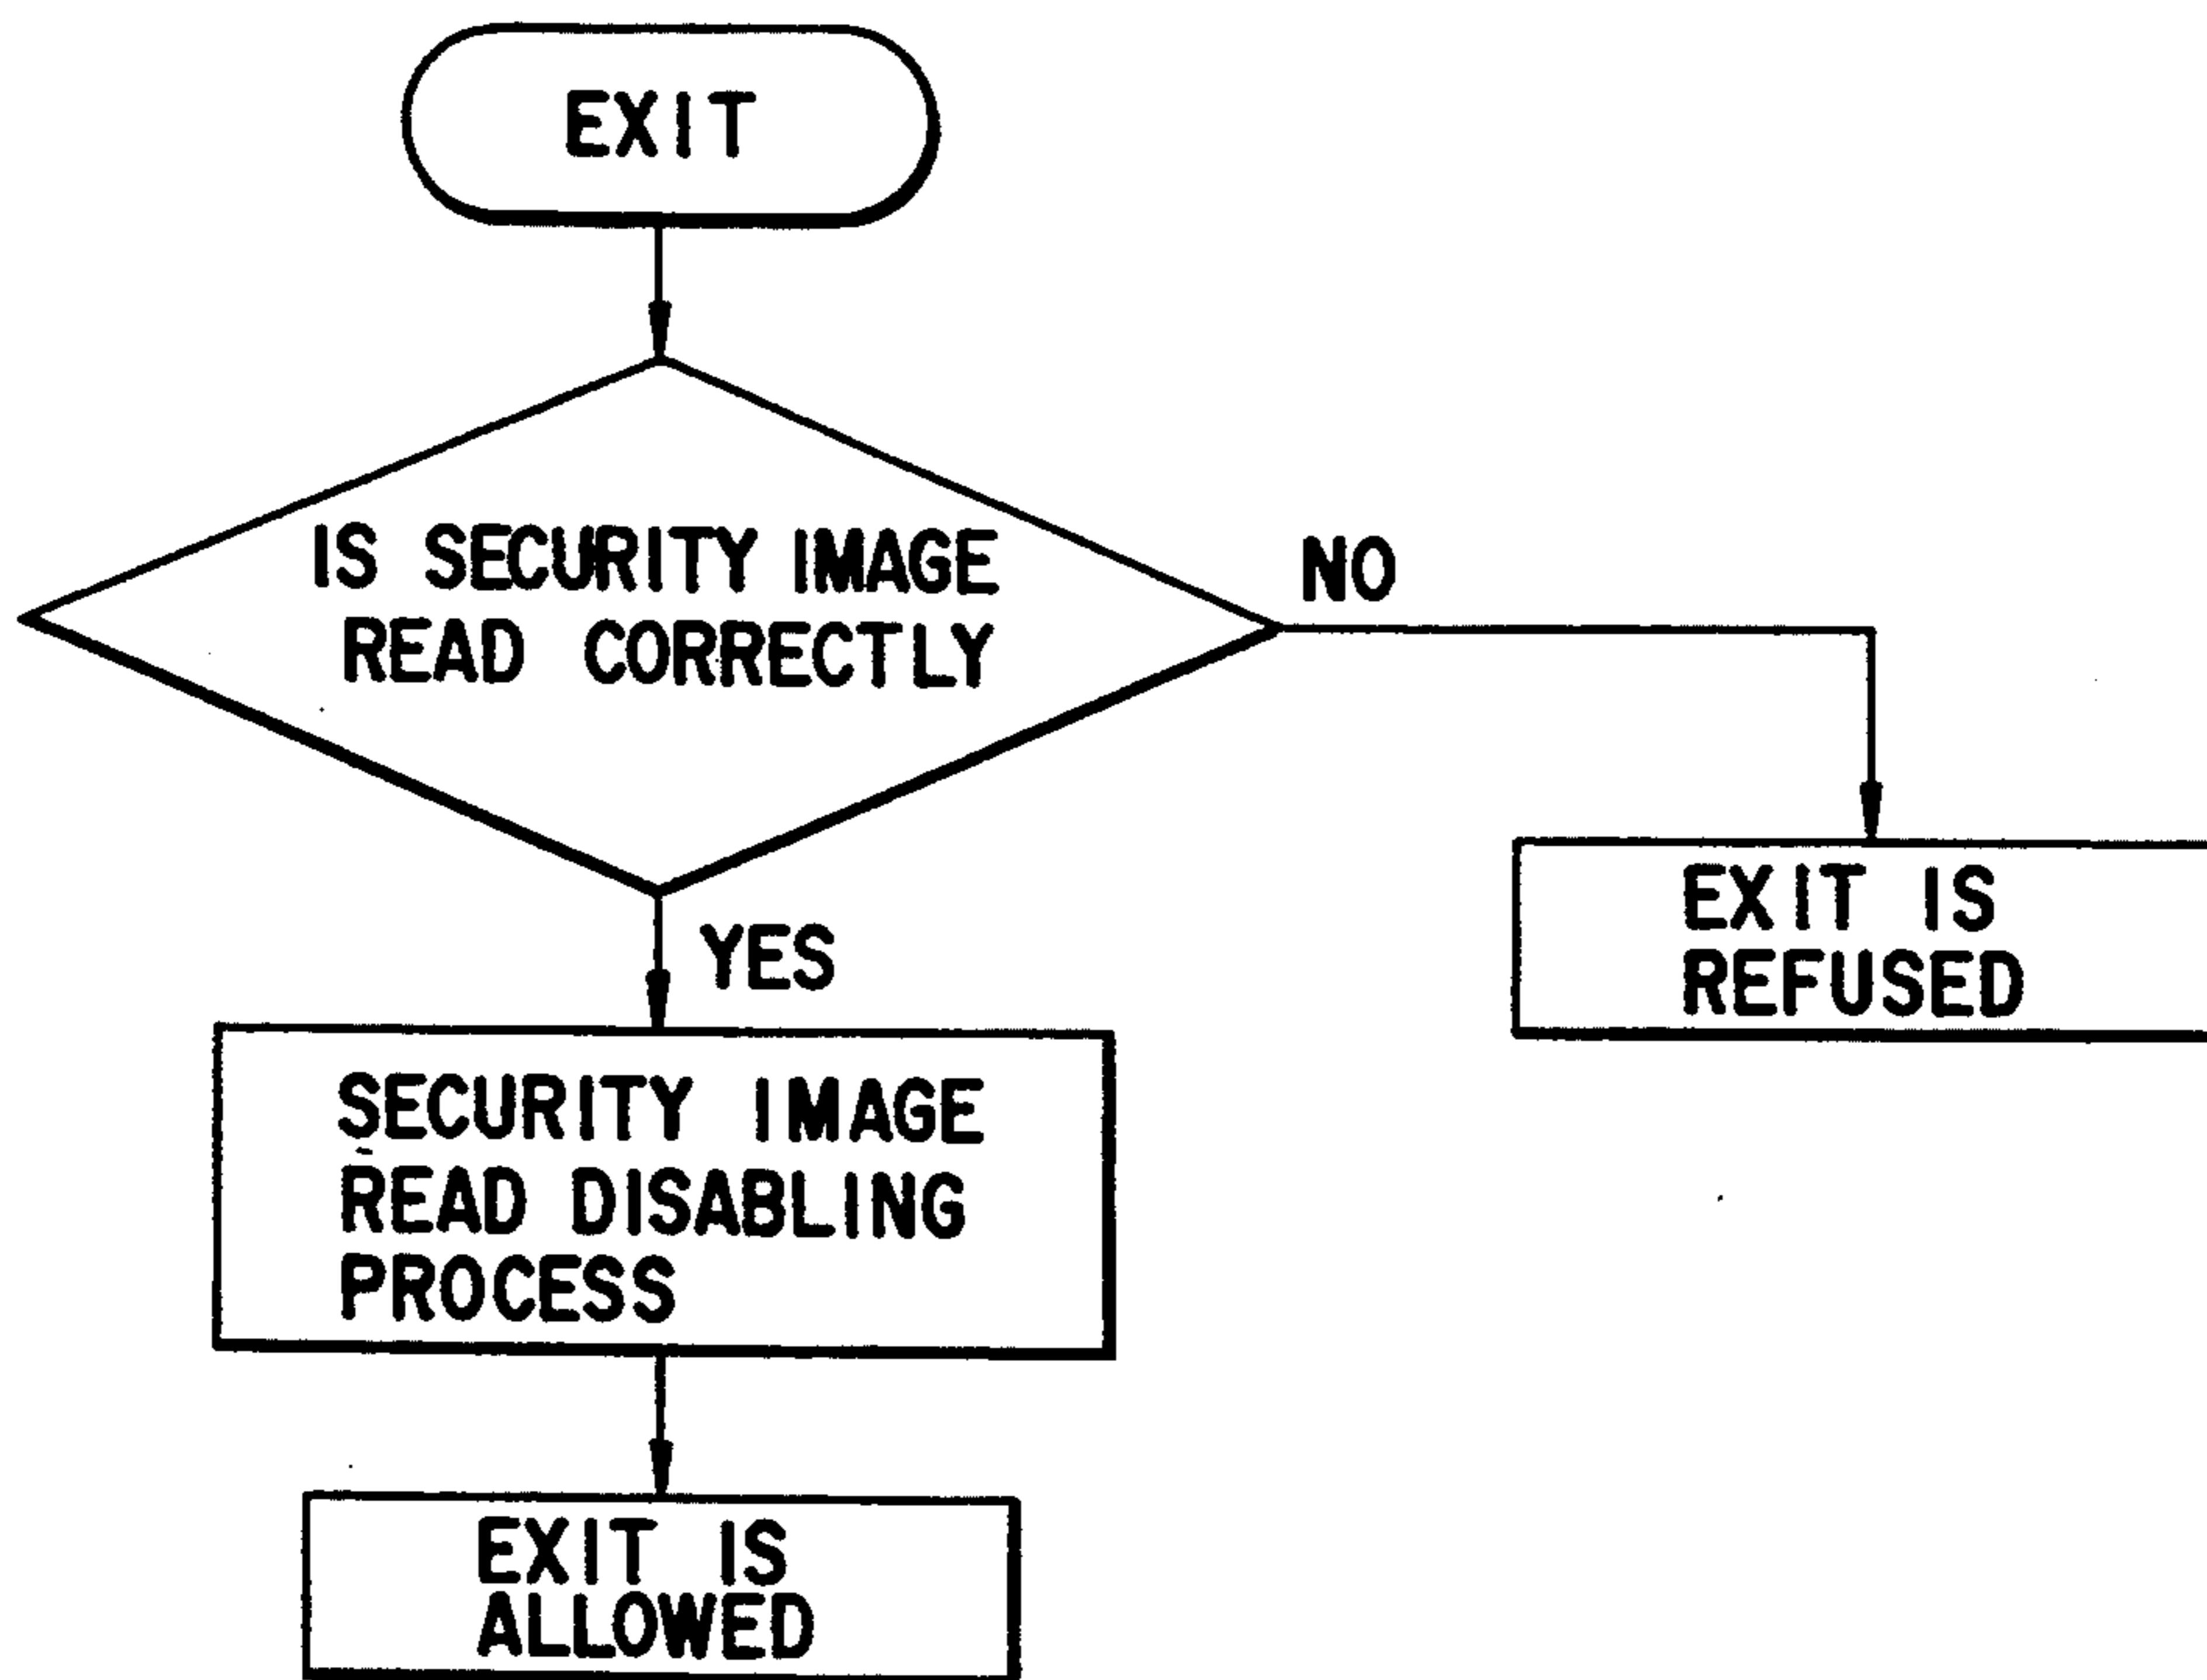 EXIT
IS SECURITY IMAGE
READ CORRECTLY
NO
YES
EXIT IS
REFUSED
SECURITY IMAGE
READ DISABLING
PROCESS
EXIT IS
ALLOWED